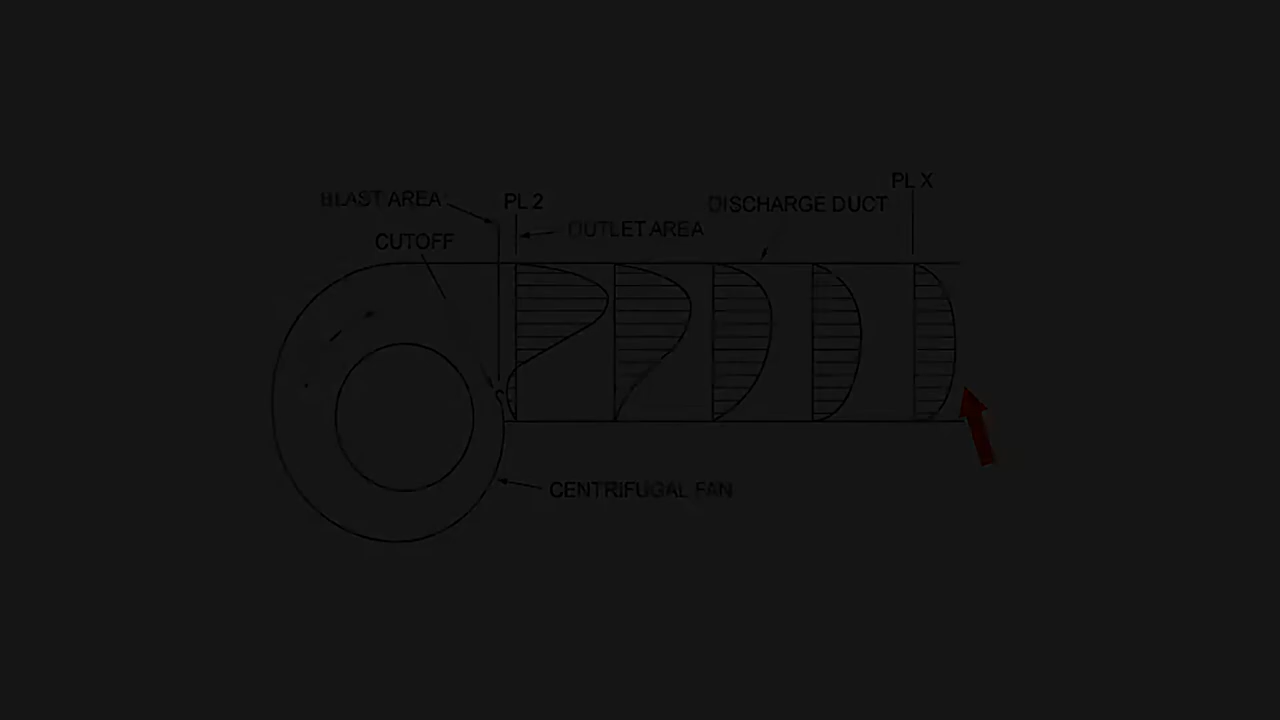 PL X
BLAST AREA
PL 2
DISCHARGE DUCT
OUTLET AREA
CUTOFF
CENTRIFUGAL FAN